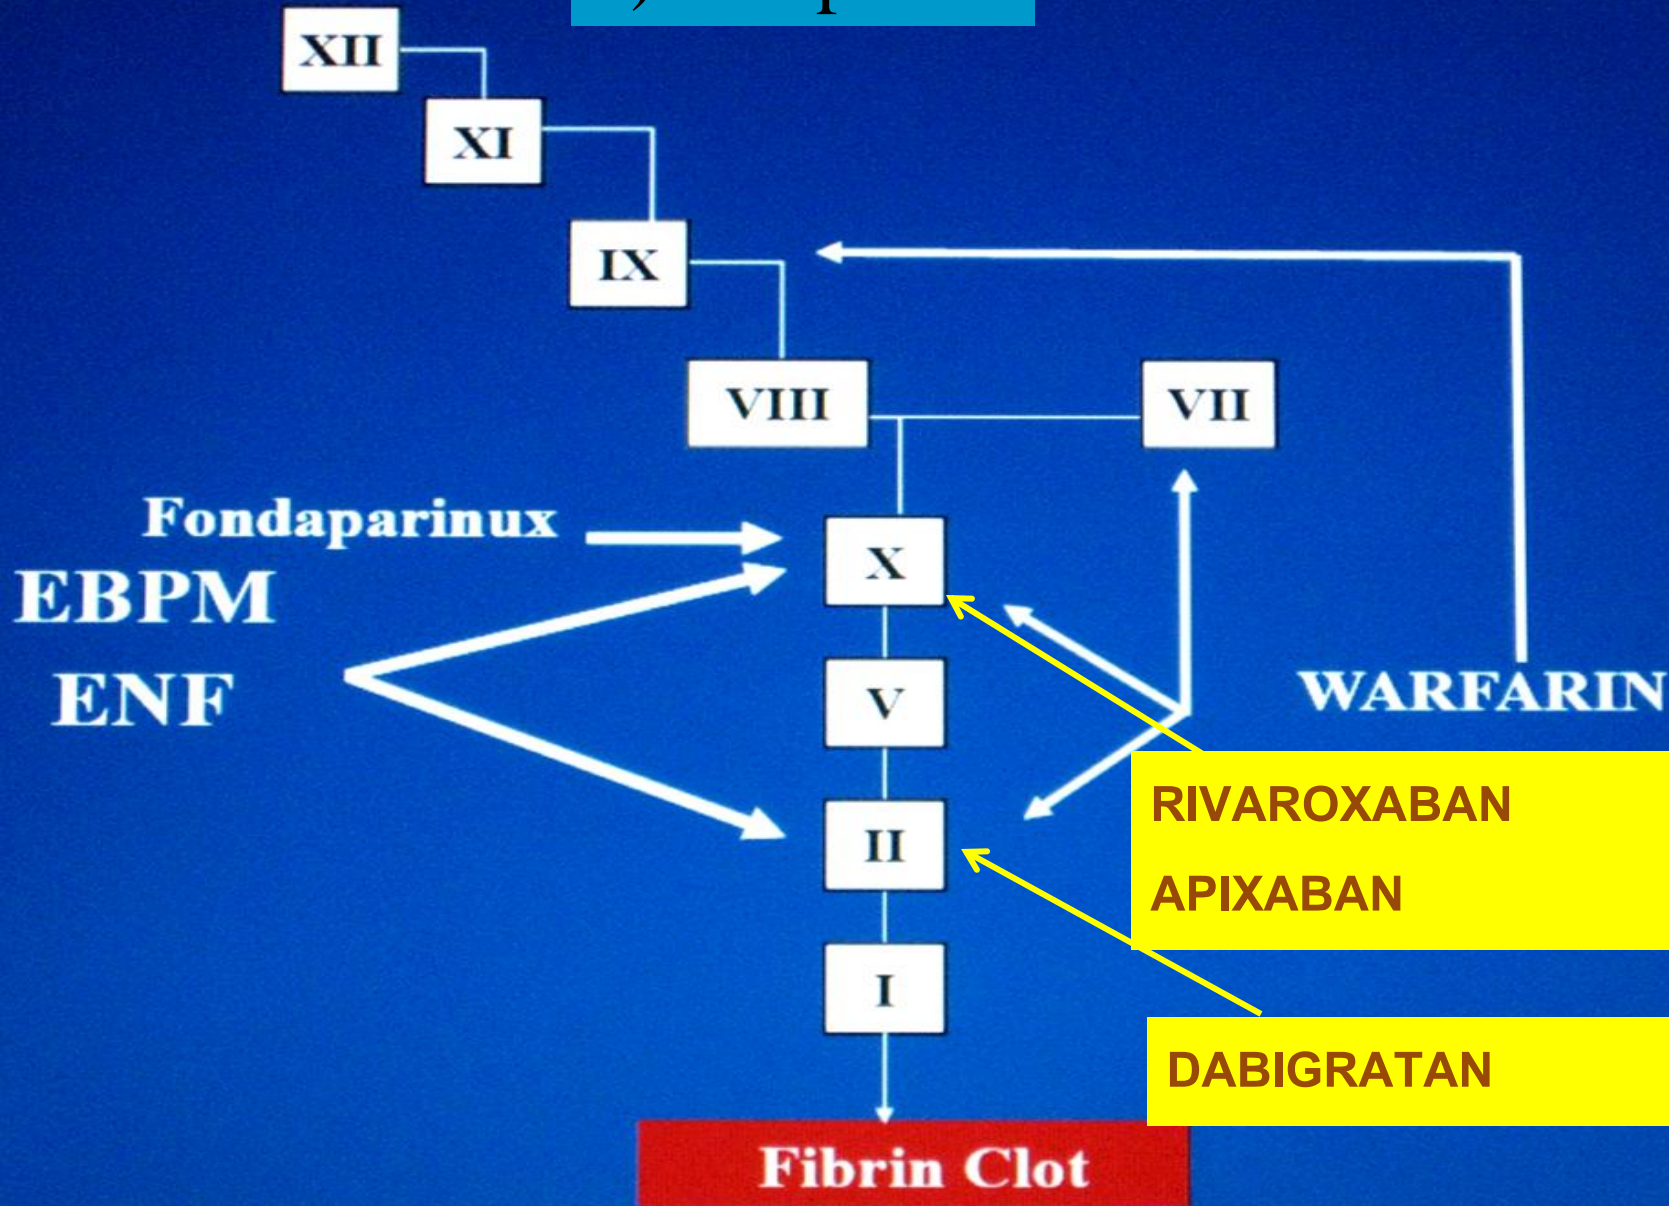 XII
XI
IX
VIII
VII
Fondaparinux
X
EBPM
ENF
V
WARFARIN
RIVAROXABAN
APIXABAN
II
I
DABIGRATAN
Fibrin Clot